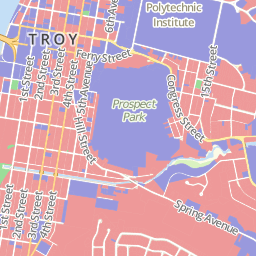 Polytechnic
Institute
6th Ave
TROY
Ferry Street
1st Street
2nd Street
3rd Street
4th Street
5th Avenue
Hill Street
Prospect
Park
Congress Street
15th Street
Spring Avenue
1st Street
2nd Street
3rd Street
4th Street